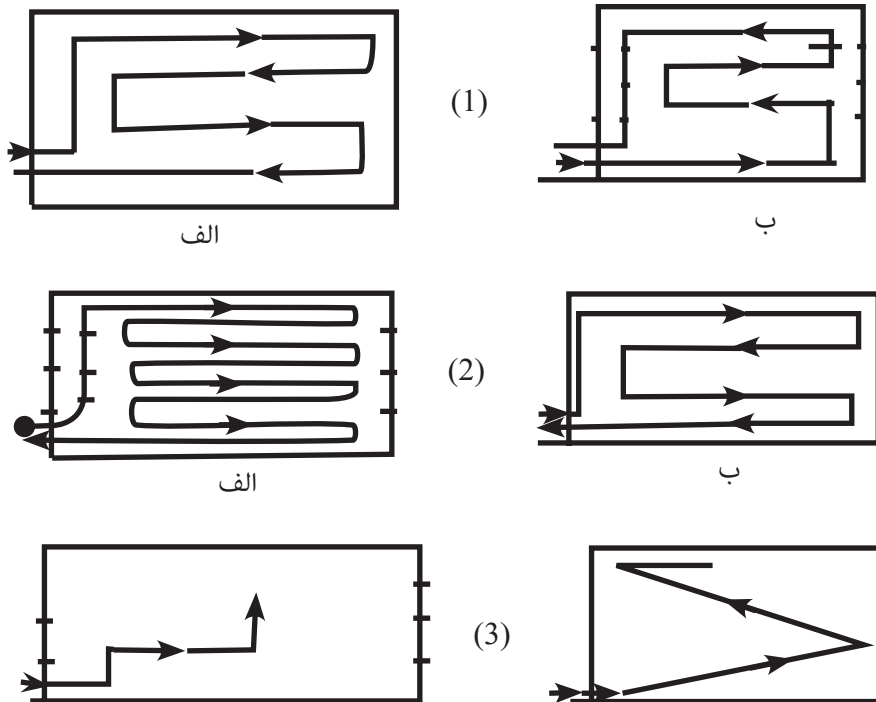 (1)
الف
ب
(2)
الف
ب
(3)